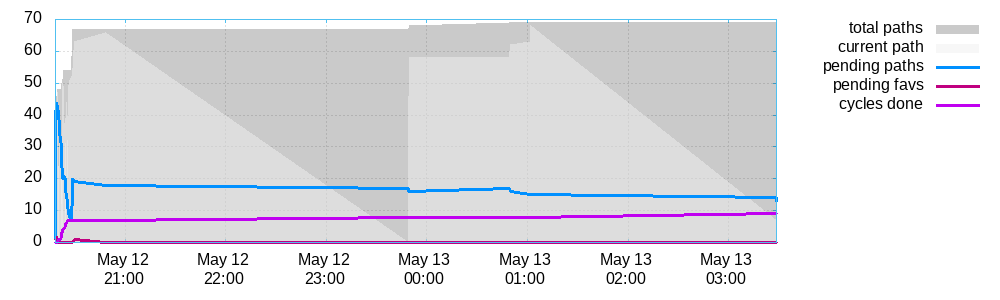 70
60
50
40
30
20
10
0
May 12 May 12 May 12 May 13 May 13 May 13 May 13
21:00 22:00 23:00 00:00 01:00 02:00 03:00
total paths
current path
pending paths
pending favs
cycles done